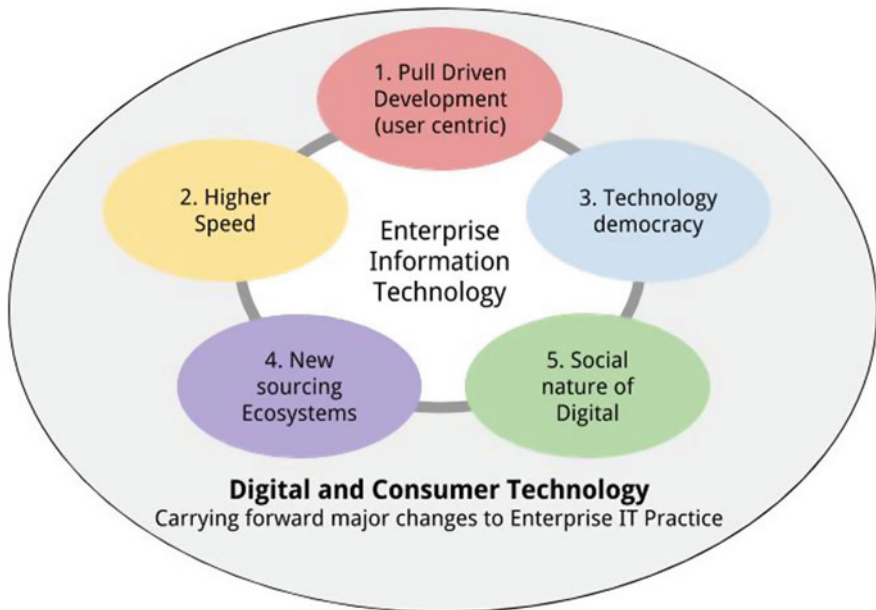 1. Pull Driven
Development
(user centric)
2. Higher
Speed
3. Technology
democracy
Enterprise
Information
Technology
4. New
sourcing
Ecosystems
5. Social
nature of
Digital
Digital and Consumer Technology
Carrying forward major changes to Enterprise IT Practice